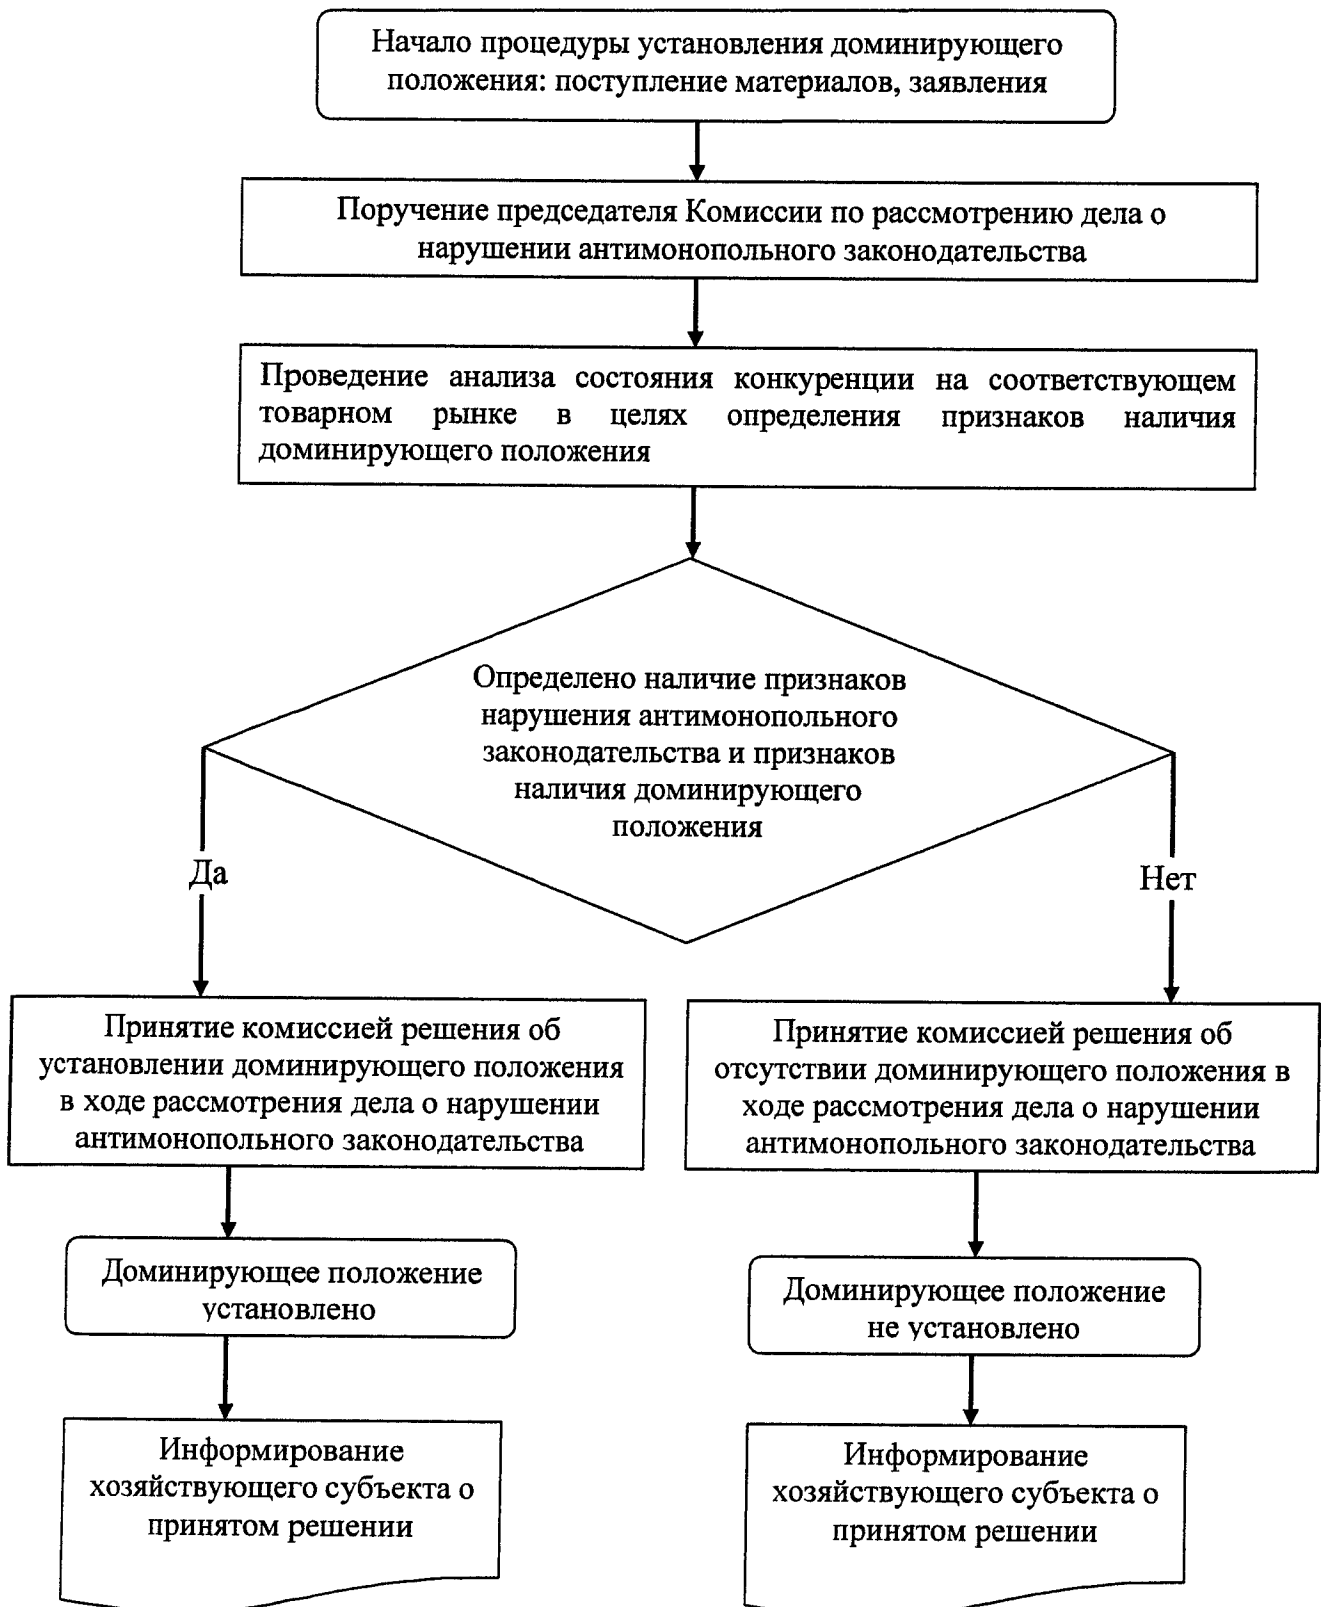 Начало процедуры установления доминирующего
положения: поступление материалов, заявления
Поручение председателя Комиссии по рассмотрению дела о
нарушении антимонопольного законодательства
Проведение анализа состояния конкуренции на соответствующем
товарном рынке в целях определения признаков наличия
доминирующего положения
Определено наличие признаков
нарушения антимонопольного
законодательства и признаков
наличия доминирующего
положения
Да
Нет
Принятие комиссией решения об
установлении доминирующего положения
в ходе рассмотрения дела о нарушении
антимонопольного законодательства
Принятие комиссией решения об
отсутствии доминирующего положения в
ходе рассмотрения дела о нарушении
антимонопольного законодательства
Доминирующее положение
установлено
Доминирующее положение
не установлено
Информирование
хозяйствующего субъекта о
принятом решении
Информирование
хозяйствующего субъекта о
принятом решении